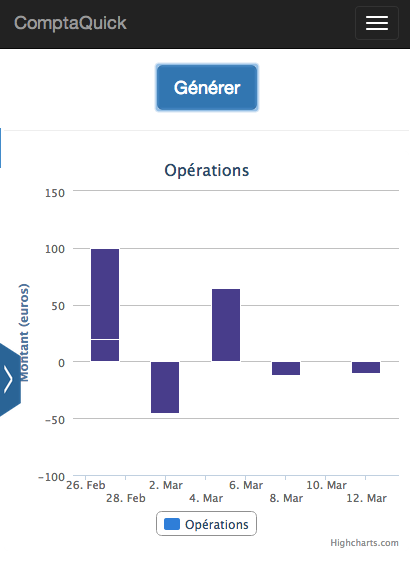 ComptaQuick
Générer
Opérations
Montant (euros)
150
100
50
0
−50
−100
26. Feb
28. Feb
2. Mar
4. Mar
6. Mar
8. Mar
10. Mar
12. Mar
Opérations
Highcharts.com